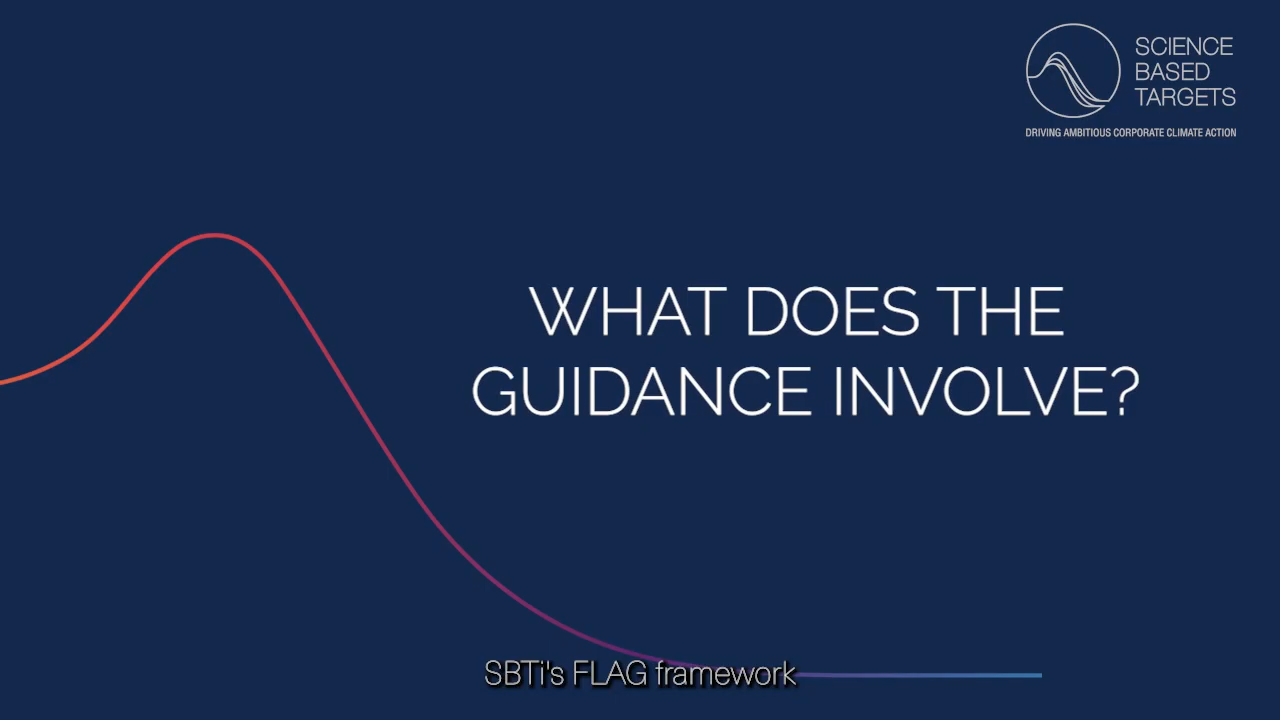 SCIENCE
BASED
TARGETS
DRIVING AMBITIOUS CORPORATE CLIMATE ACTION
WHAT DOES THE
GUIDANCE INVOLVE?
SBTi's FLAG framework